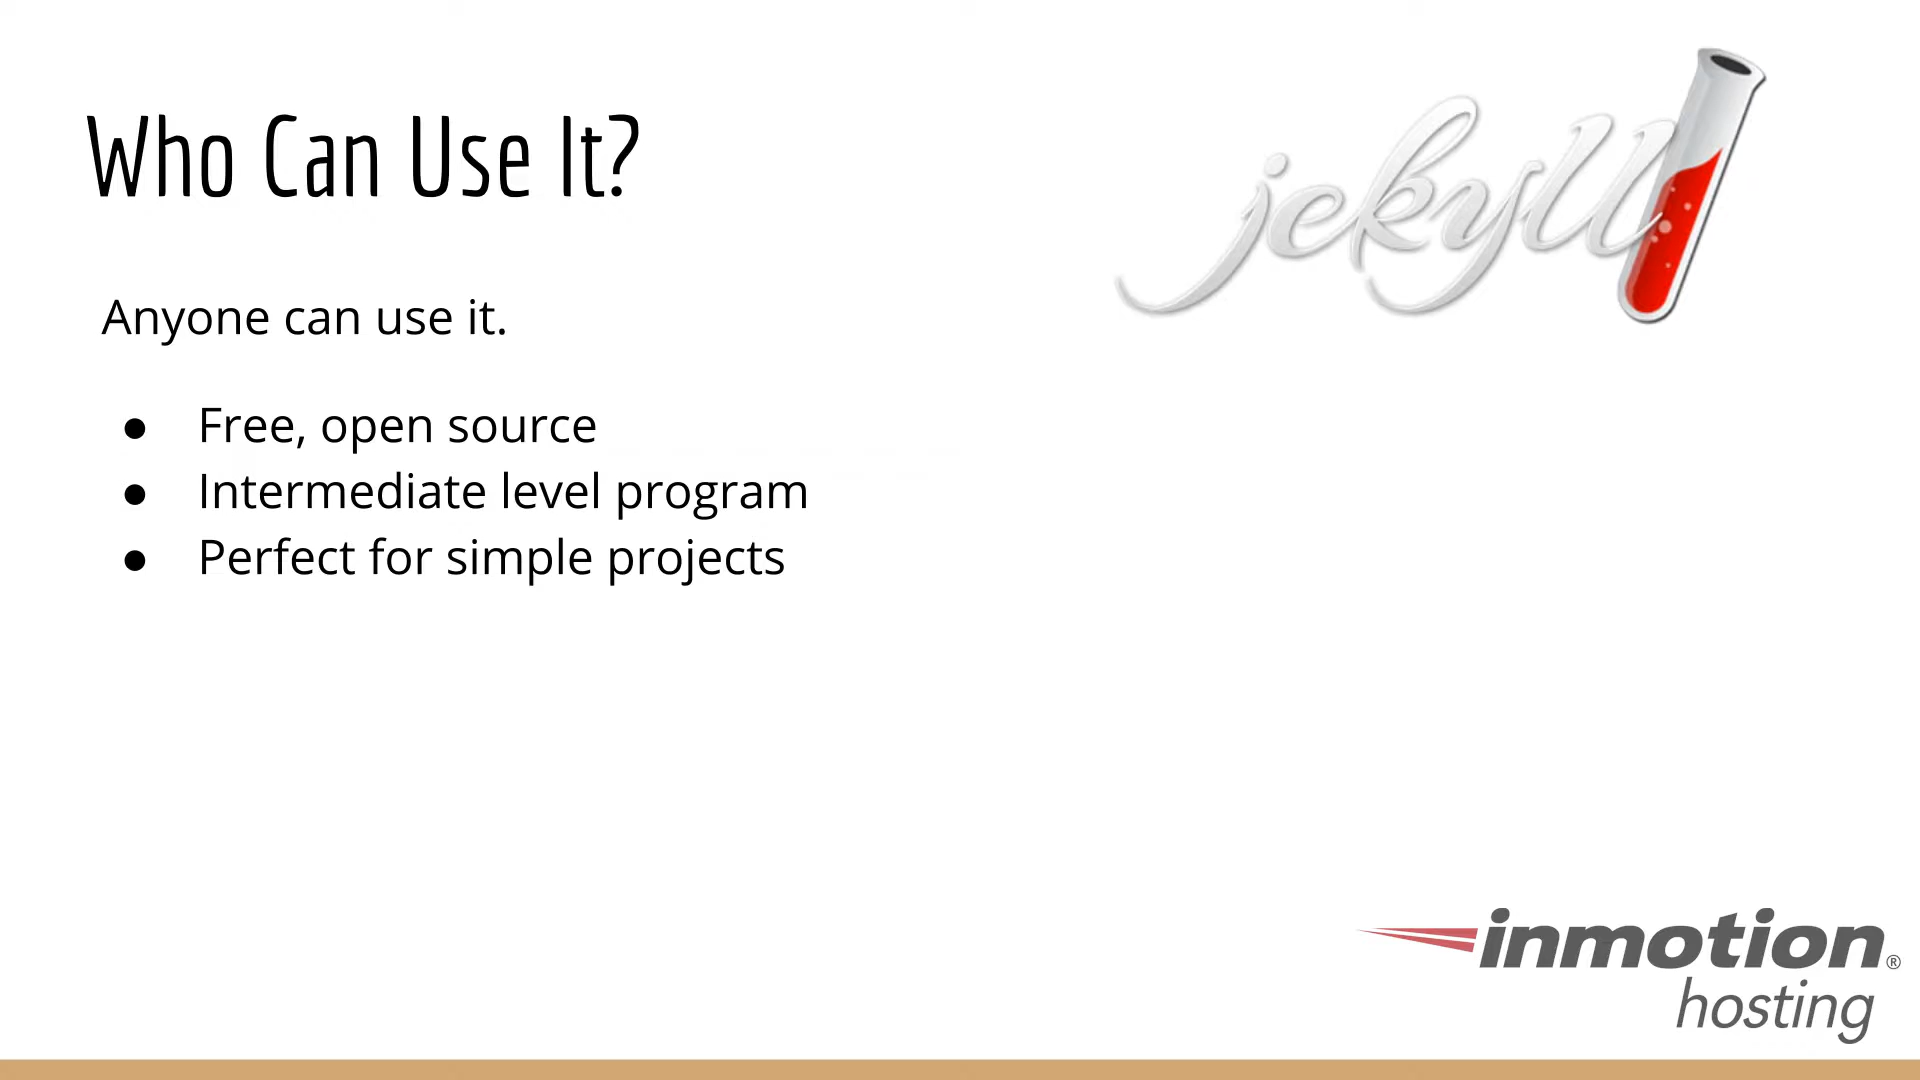 Who Can Use It?
jekyll
Anyone can use it.
● Free, open source
● Intermediate level program
● Perfect for simple projects
inmotion®
hosting